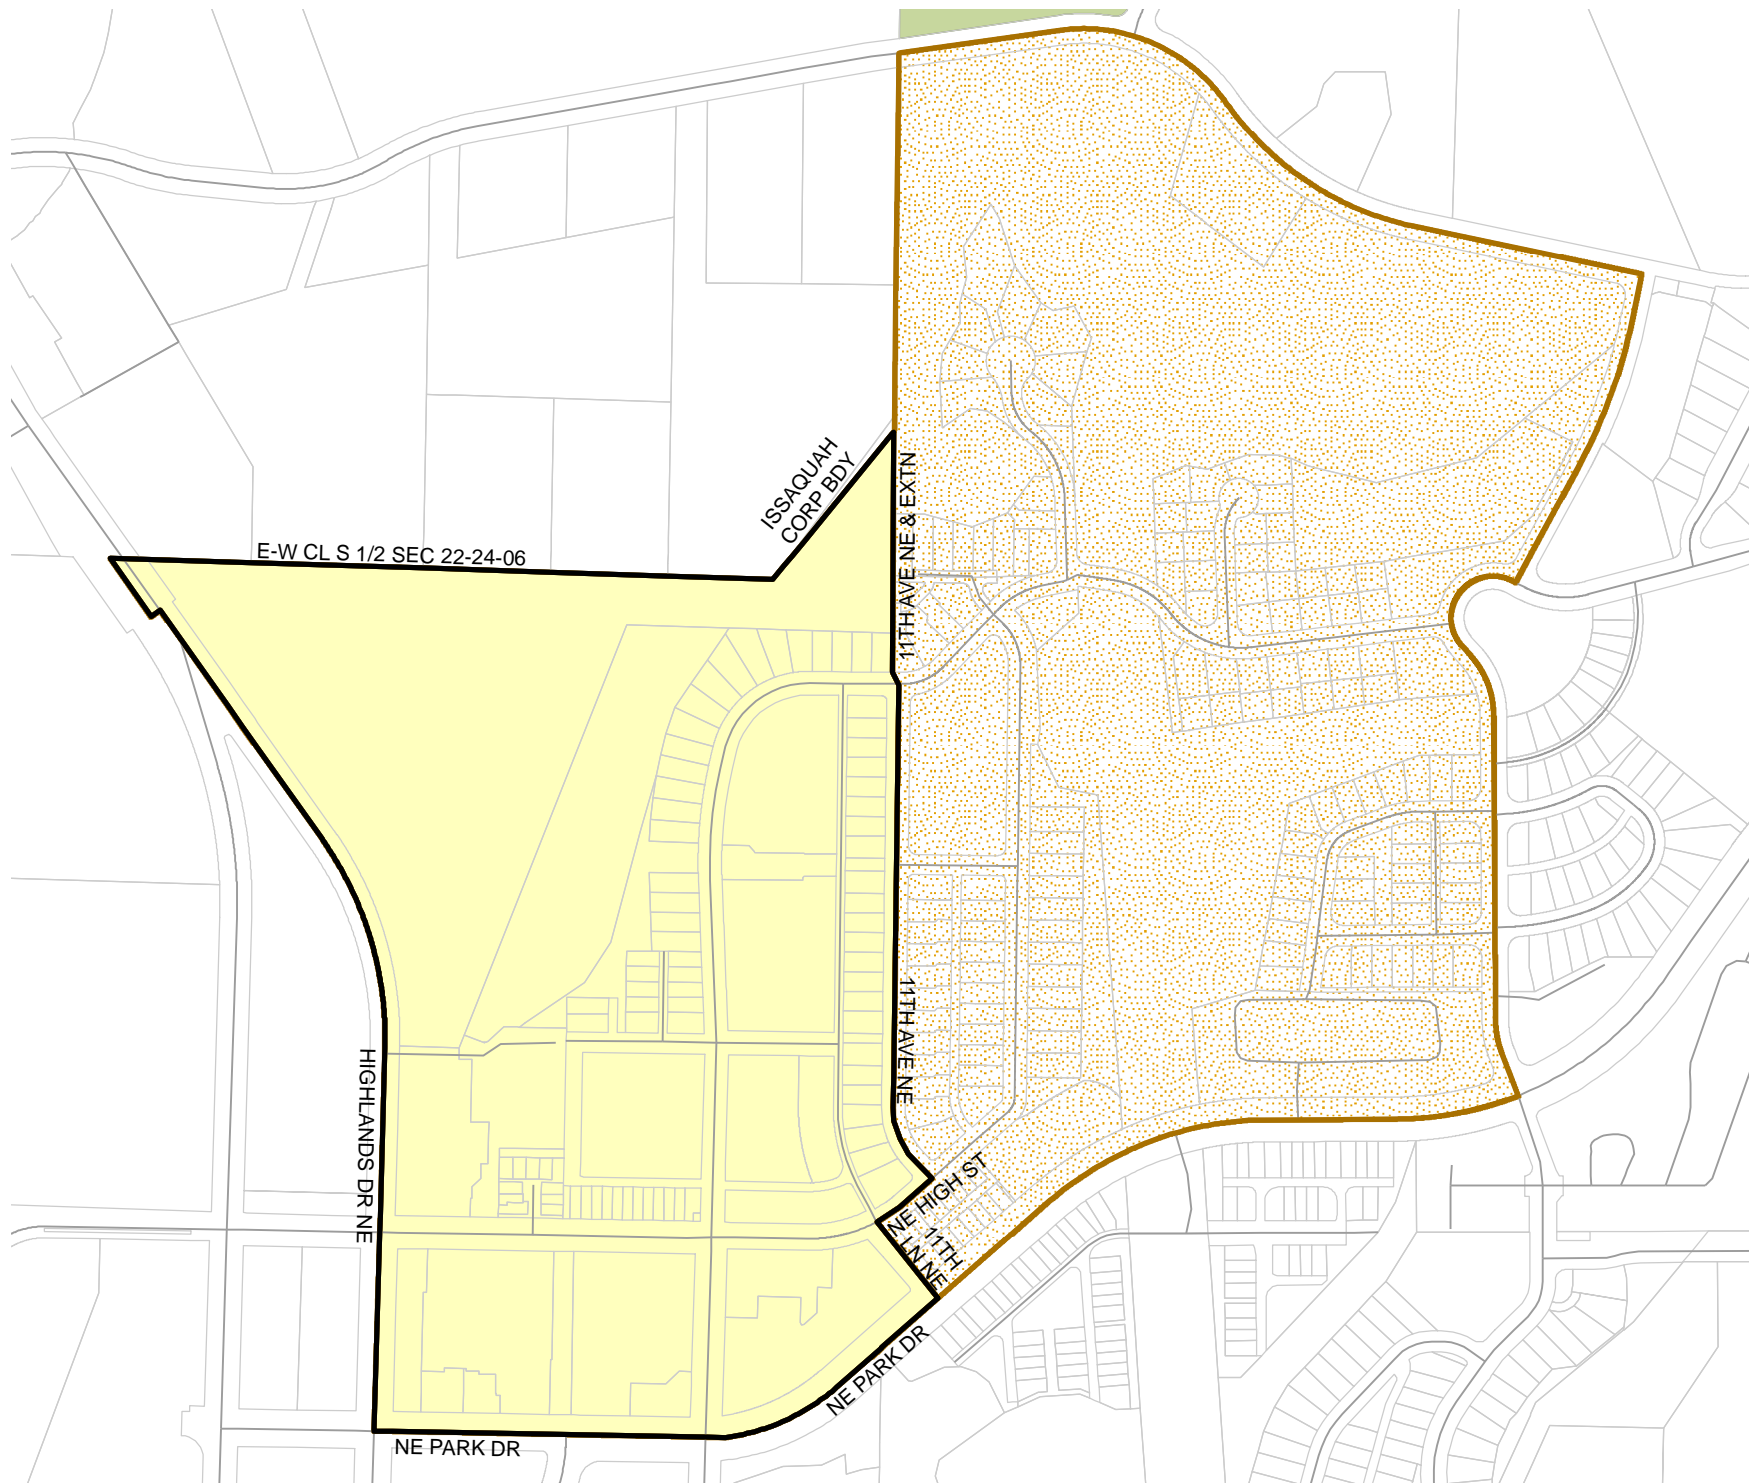 ISSAQUAH
CORP BDY
11TH AVE NE & EXTN
E-W CL S 1/2 SEC 22-24-06
11TH AVE NE
HIGHLANDS DR NE
NE HIGH ST
11TH
LN NE
NE PARK DR
NE PARK DR